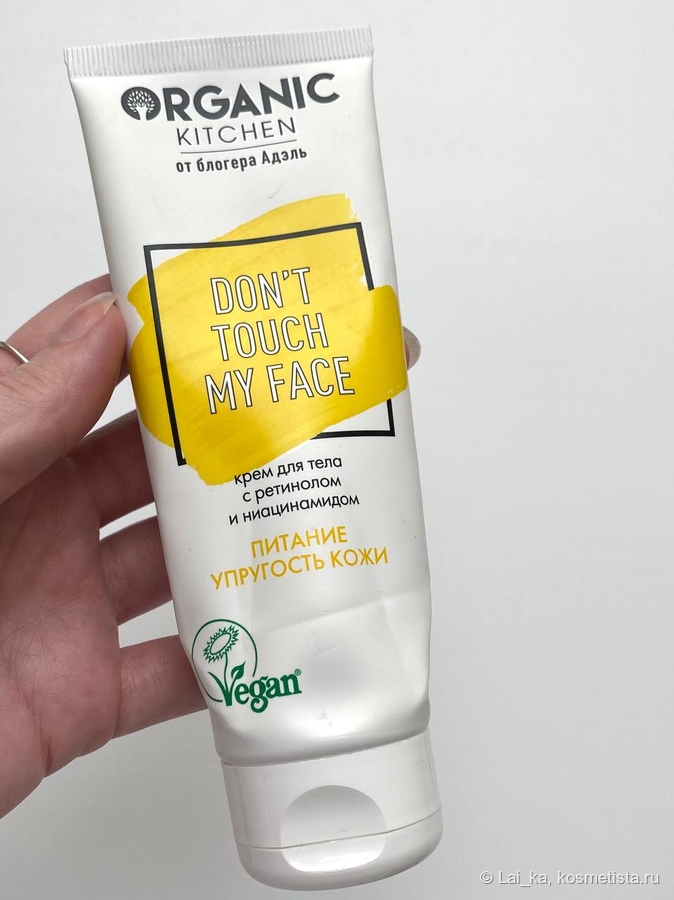 ORGANIC
KITCHEN
от блогера Адэль
DON'T
TOUCH
MY FACE
крем для тела
с ретинолом
и ниацинамидом
ПИТАНИЕ
УПРУГОСТЬ КОЖИ
Vegan®
© Lai_ka, kosmetista.ru